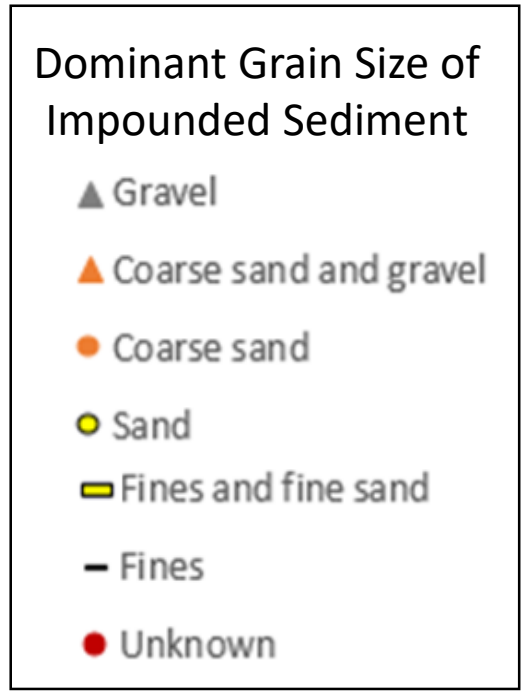 Dominant Grain Size of
Impounded Sediment
Gravel
Coarse sand and gravel
Coarse sand
Sand
Fines and fine sand
Fines
Unknown